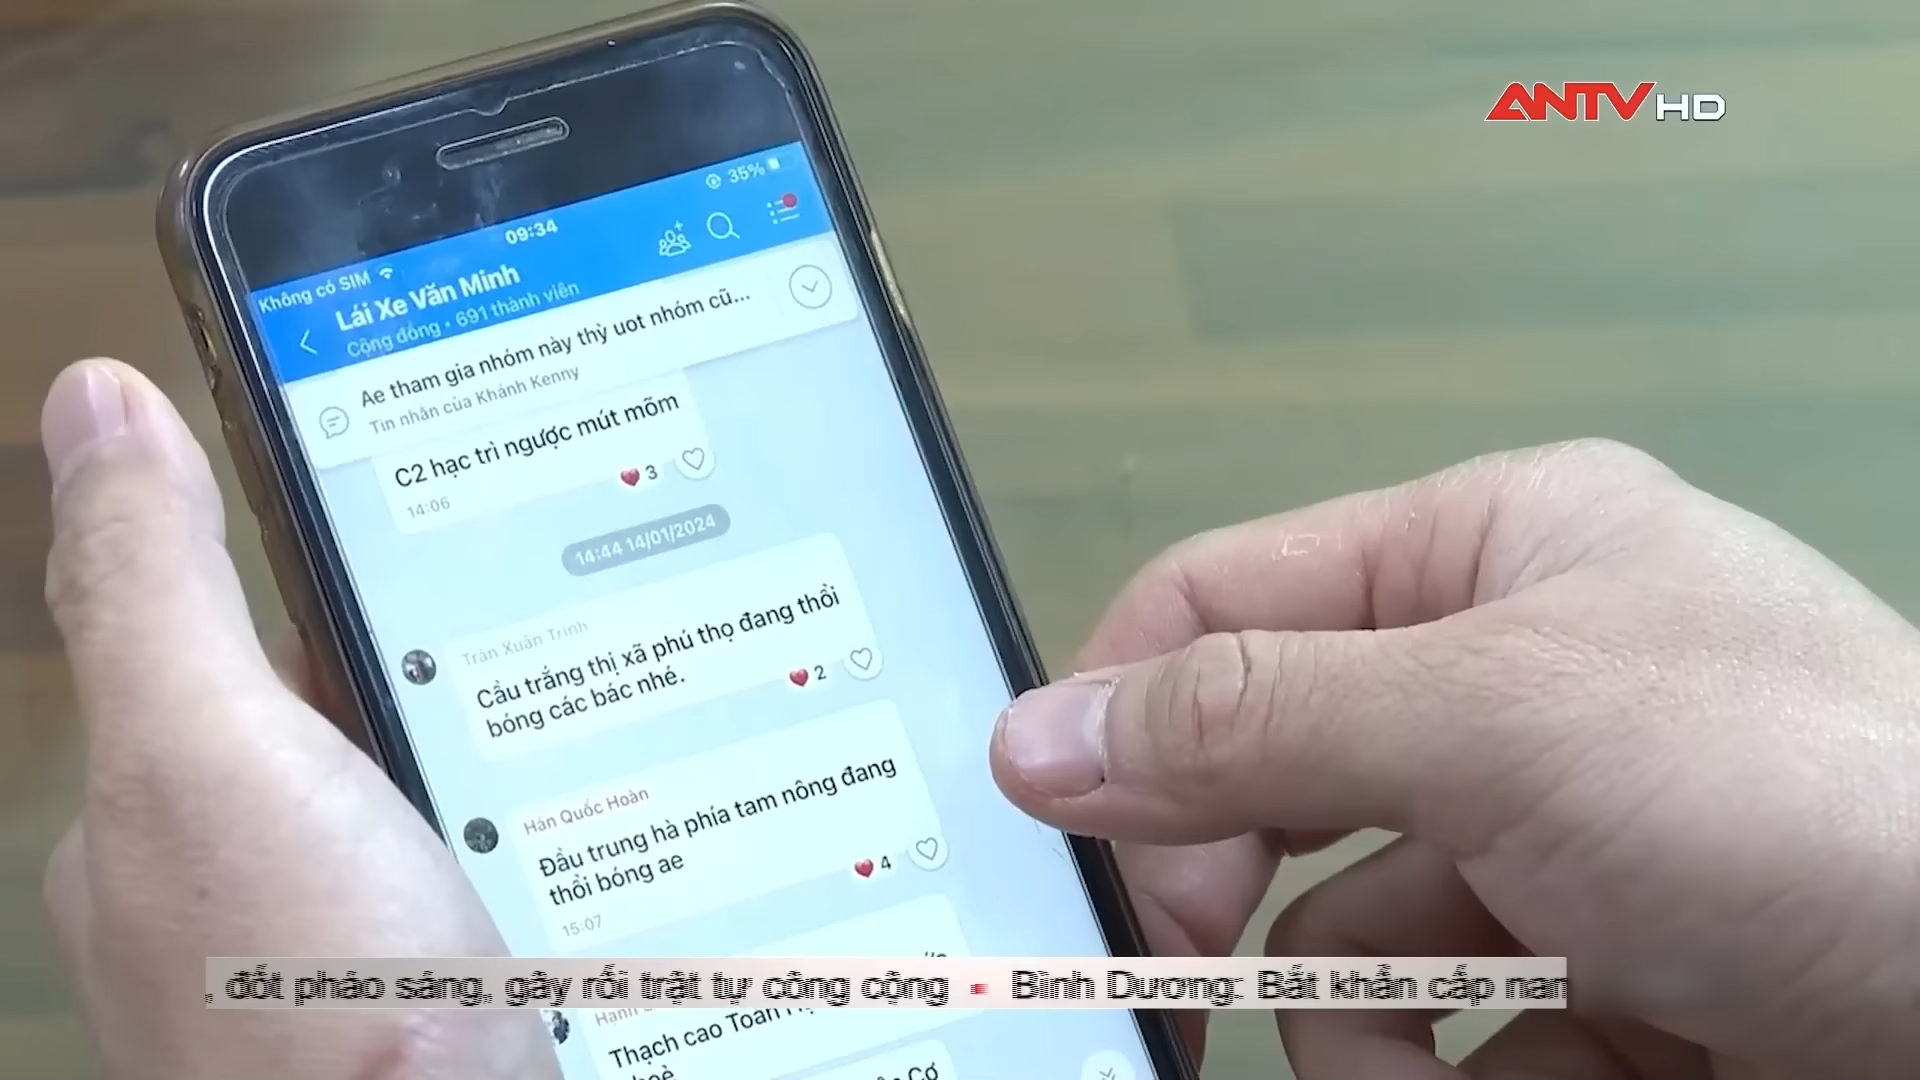 ANTV HD
Không có SIM
09:34
35%
Lái Xe Văn Minh
Cộng đồng • 691 thành viên
Ae tham gia nhóm này thỳ uot nhóm cũ...
Tin nhắn của Khánh Kenny
C2 hạc trì ngược mút mõm
14:06
3
14:44 14/01/2024
Trần Xuân Trinh
Cầu trắng thị xã phú thọ đang thồi
bóng các bác nhé.
2
Hán Quốc Hoàn
Đầu trung hà phía tam nông đang
thồi bóng ae
4
15:07
, đốt pháo sáng, gây rối trật tự công cộng - Bình Dương: Bắt khẩn cấp nam
Thạch cao Toàn